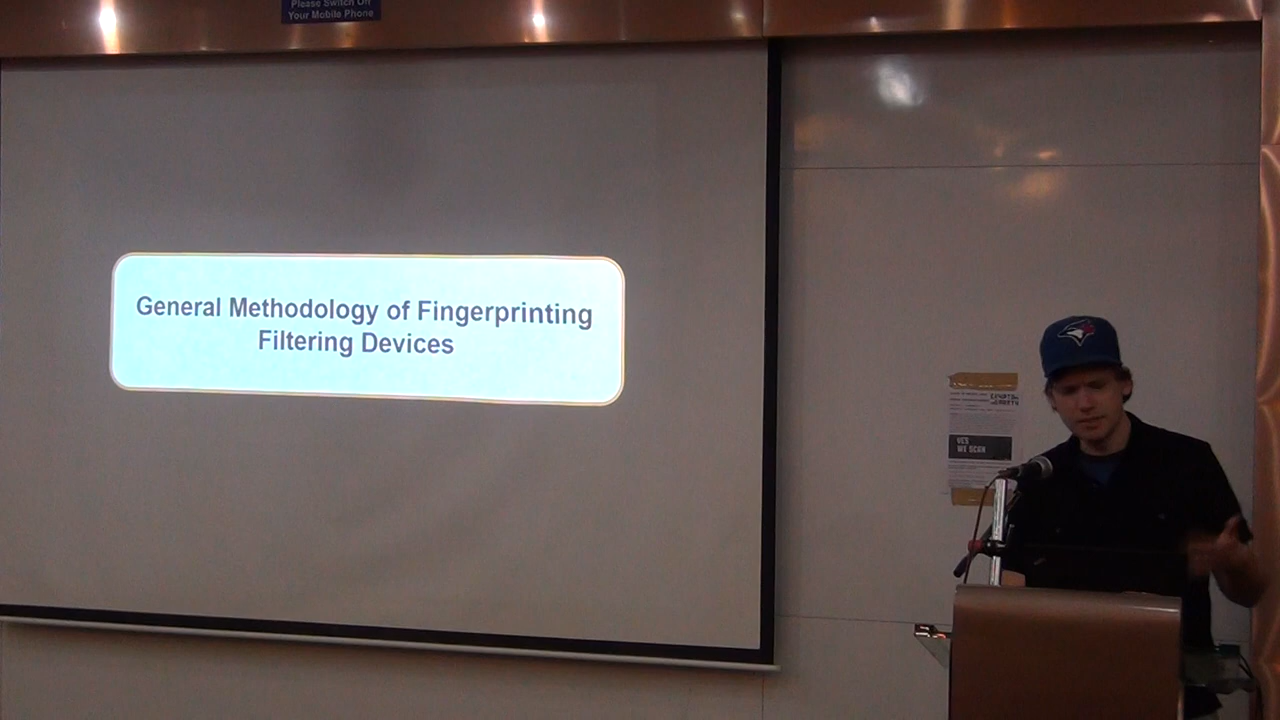 Please Switch Off
Your Mobile Phone
General Methodology of Fingerprinting
Filtering Devices
YES
WE SCAN